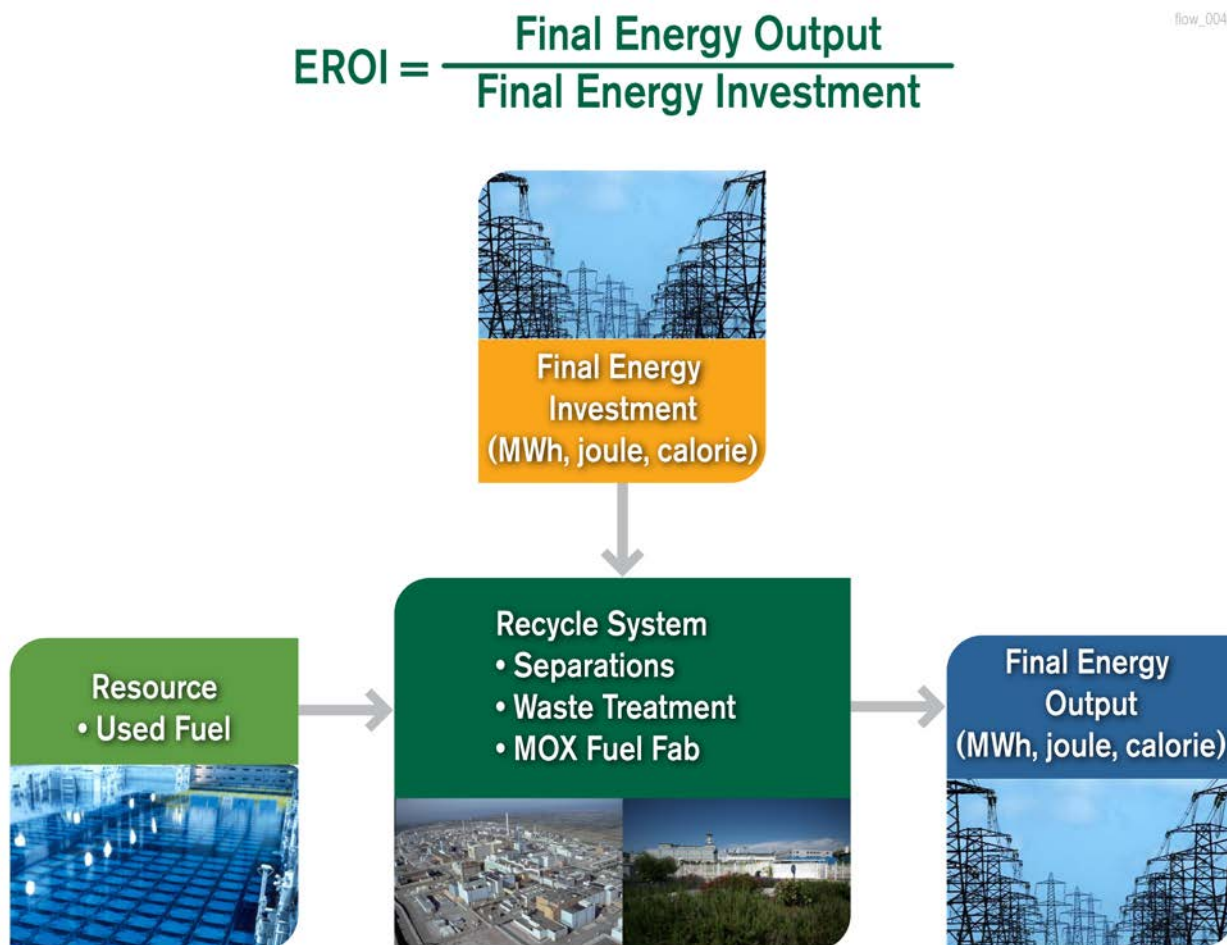 flow_004
EROI = Final Energy Output
Final Energy Investment
Final Energy
Investment
(MWh, joule, calorie)
Resource
• Used Fuel
Recycle System
• Separations
• Waste Treatment
• MOX Fuel Fab
Final Energy
Output
(MWh, joule, calorie)